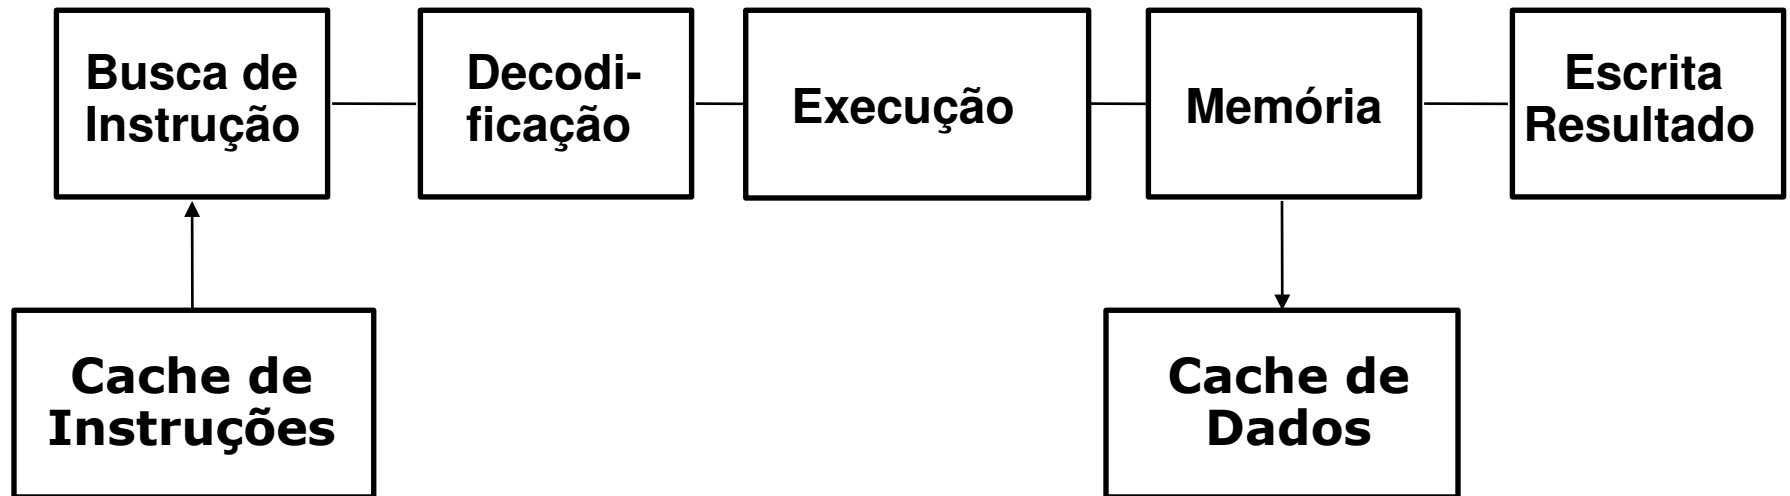 Busca de
Instrução
Decodi-
ficação
Execução
Memória
Escrita
Resultado
Cache de
Instruções
Cache de
Dados